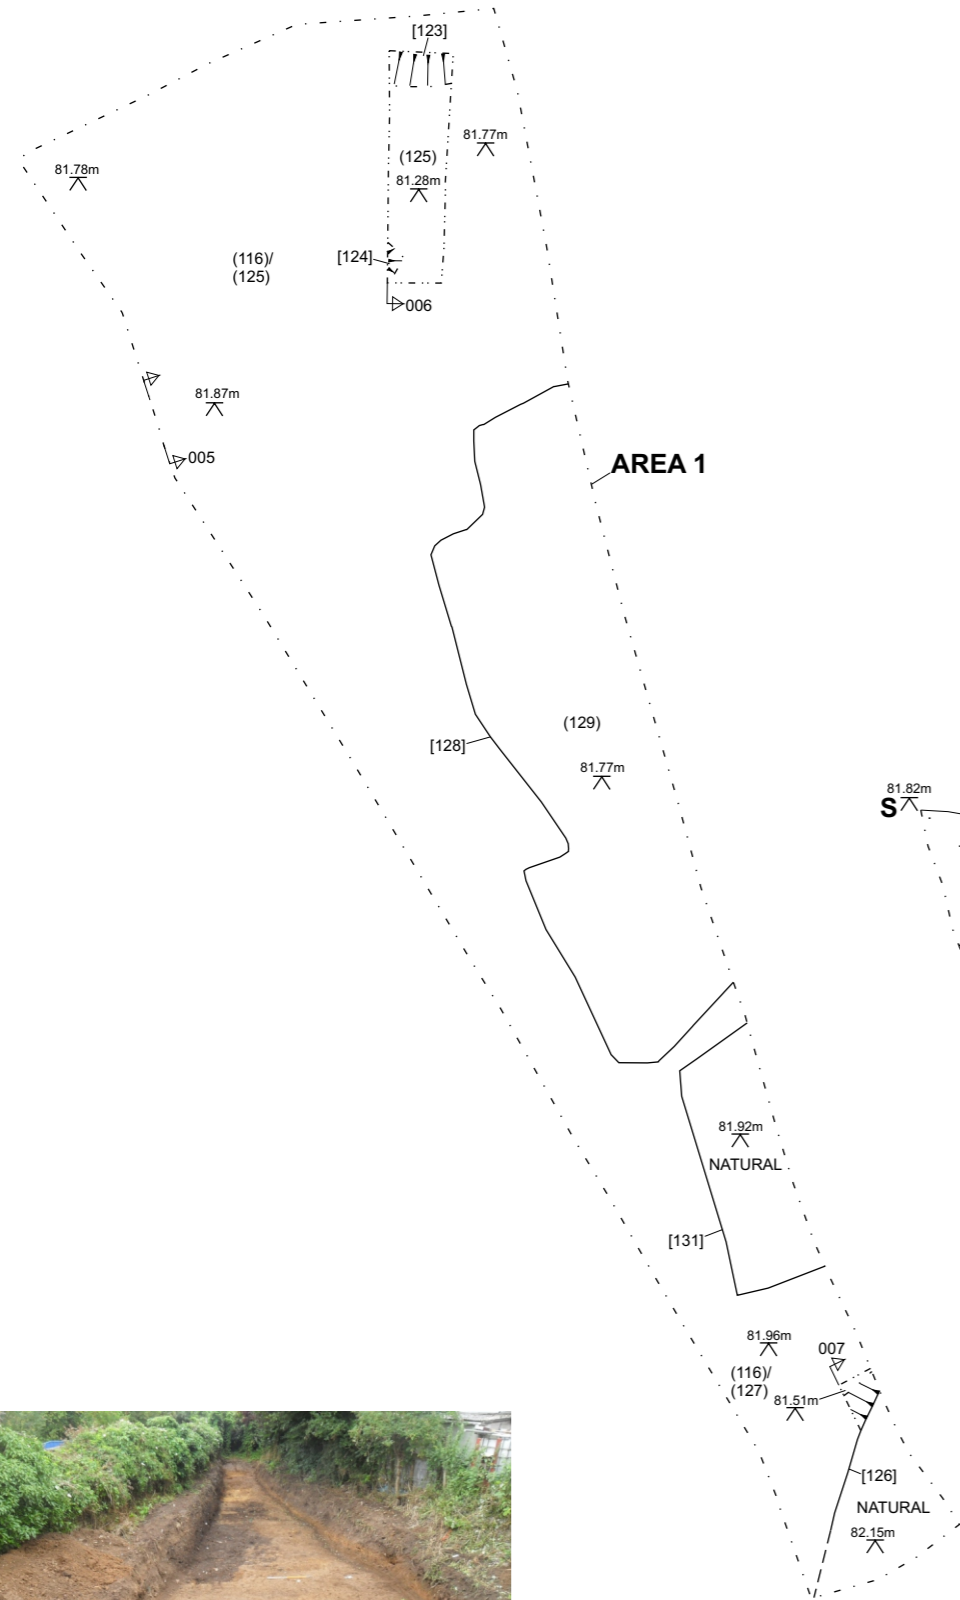 [123]
81.77m
(125)
81.78m
81.28m
(116)/
(125)
[124]
006
81.87m
005
AREA 1
(129)
[128]
81.77m
81.82m
S
81.92m
NATURAL
[131]
81.96m
007
(116)/
(127)
81.51m
[126]
NATURAL
82.15m